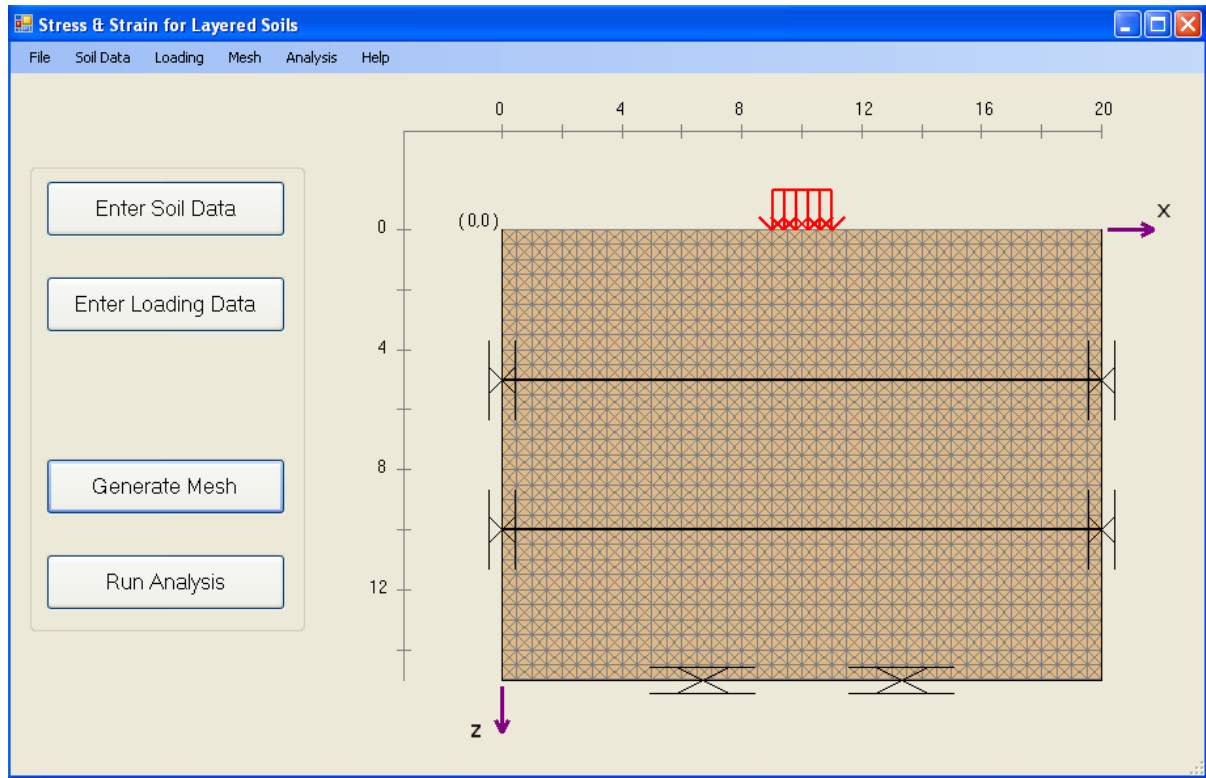 Stress & Strain for Layered Soils
File Soil Data Loading Mesh Analysis Help
0 4 8 12 16 20
Enter Soil Data
Enter Loading Data
Generate Mesh
Run Analysis
0
4
8
12
(0,0)
X
Z